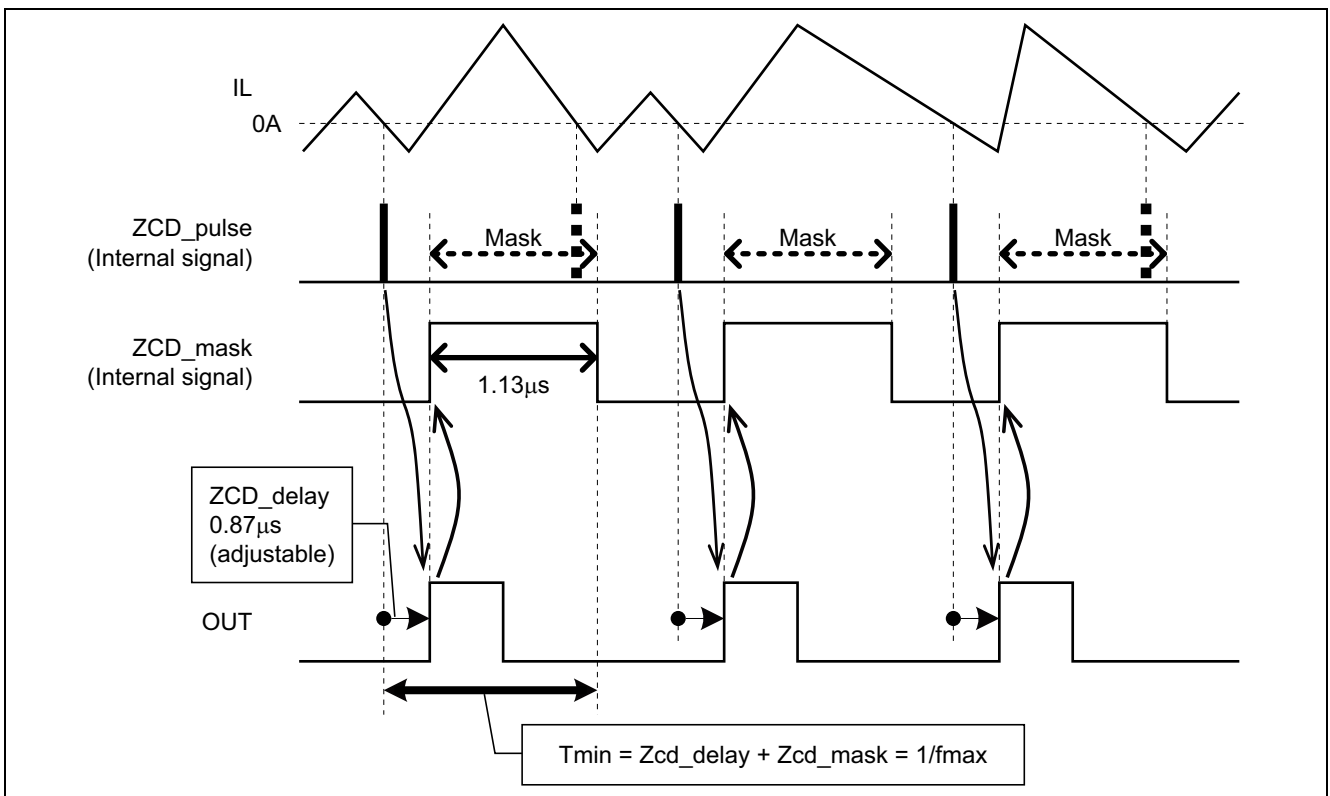 IL
0A
ZCD_pulse
(Internal signal)
Mask
Mask
Mask
ZCD_mask
(Internal signal)
1.13μs
ZCD_delay
0.87μs
(adjustable)
OUT
Tmin = Zcd_delay + Zcd_mask = 1/fmax